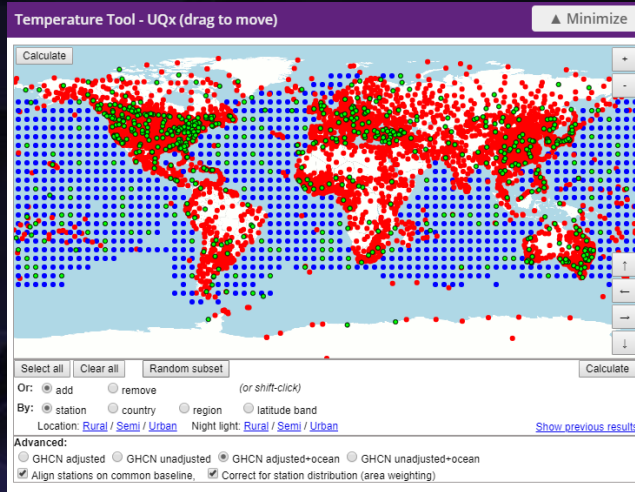 Temperature Tool - UQx (drag to move)
▲ Minimize
Calculate
+
-
↑
←
→
↓
Select all Clear all Random subset Calculate
Or: add remove (or shift-click)
By: station country region latitude band
Location: Rural / Semi / Urban Night light: Rural / Semi / Urban Show previous results
Advanced:
GHCN adjusted GHCN unadjusted GHCN adjusted+ocean GHCN unadjusted+ocean
Align stations on common baseline, Correct for station distribution (area weighting)